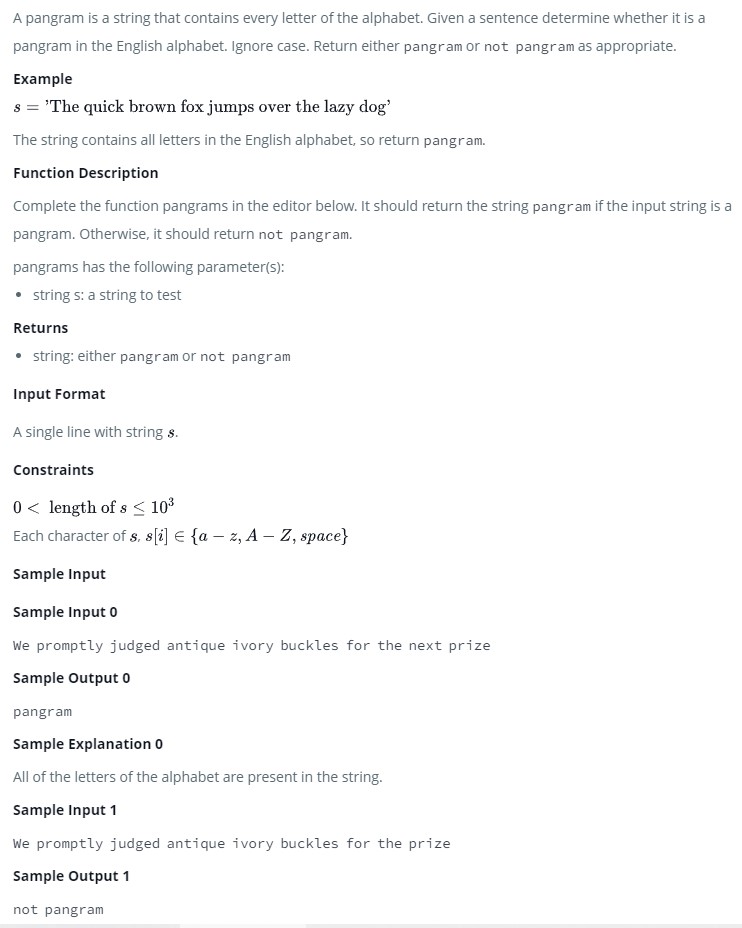 A pangram is a string that contains every letter of the alphabet. Given a sentence determine whether it is a
pangram in the English alphabet. Ignore case. Return either pangram or not pangram as appropriate.
Example
s = 'The quick brown fox jumps over the lazy dog'
The string contains all letters in the English alphabet, so return pangram.
Function Description
Complete the function pangrams in the editor below. It should return the string pangram if the input string is a
pangram. Otherwise, it should return not pangram.
pangrams has the following parameter(s):
• string s: a string to test
Returns
• string: either pangram or not pangram
Input Format
A single line with string s.
Constraints
0 < length of s ≤ 10³
Each character of s, s[i] ∈ {a − z, A − Z, space}
Sample Input
Sample Input 0
We promptly judged antique ivory buckles for the next prize
Sample Output 0
pangram
Sample Explanation 0
All of the letters of the alphabet are present in the string.
Sample Input 1
We promptly judged antique ivory buckles for the prize
Sample Output 1
not pangram